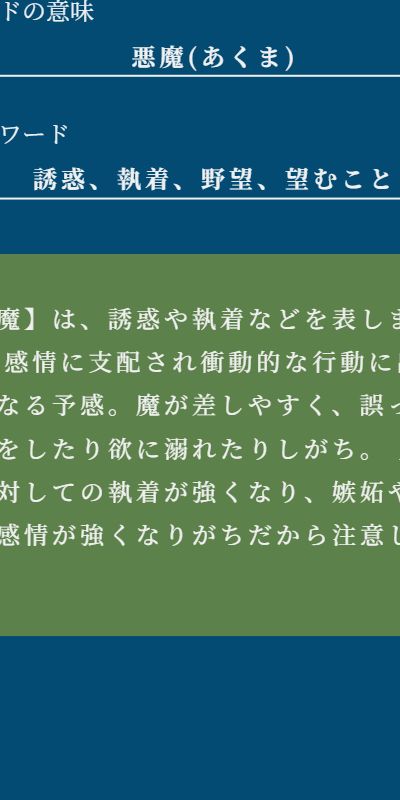 ドの意味
悪魔(あくま)
ワード
誘惑、執着、野望、望むこと
魔】は、誘惑や執着などを表しま
感情に支配され衝動的な行動に
なる予感。魔が差しやすく、誤っ
をしたり欲に溺れたりしがち。
対しての執着が強くなり、嫉妬や
感情が強くなりがちだから注意し